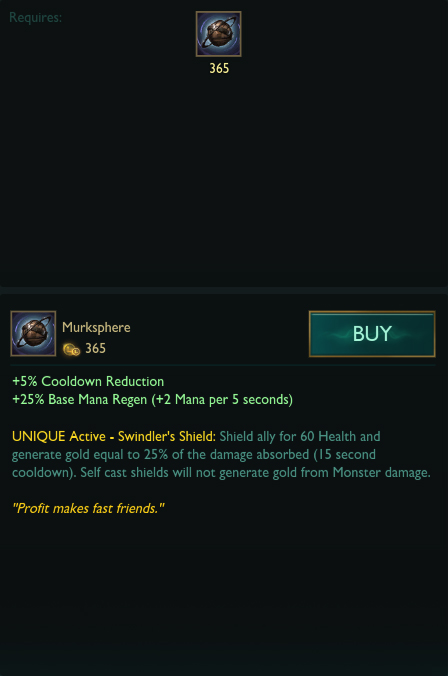 Requires:
365
Murksphere
365
BUY
+5% Cooldown Reduction
+25% Base Mana Regen (+2 Mana per 5 seconds)
UNIQUE Active - Swindler's Shield: Shield ally for 60 Health and
generate gold equal to 25% of the damage absorbed (15 second
cooldown). Self cast shields will not generate gold from Monster damage.
"Profit makes fast friends."